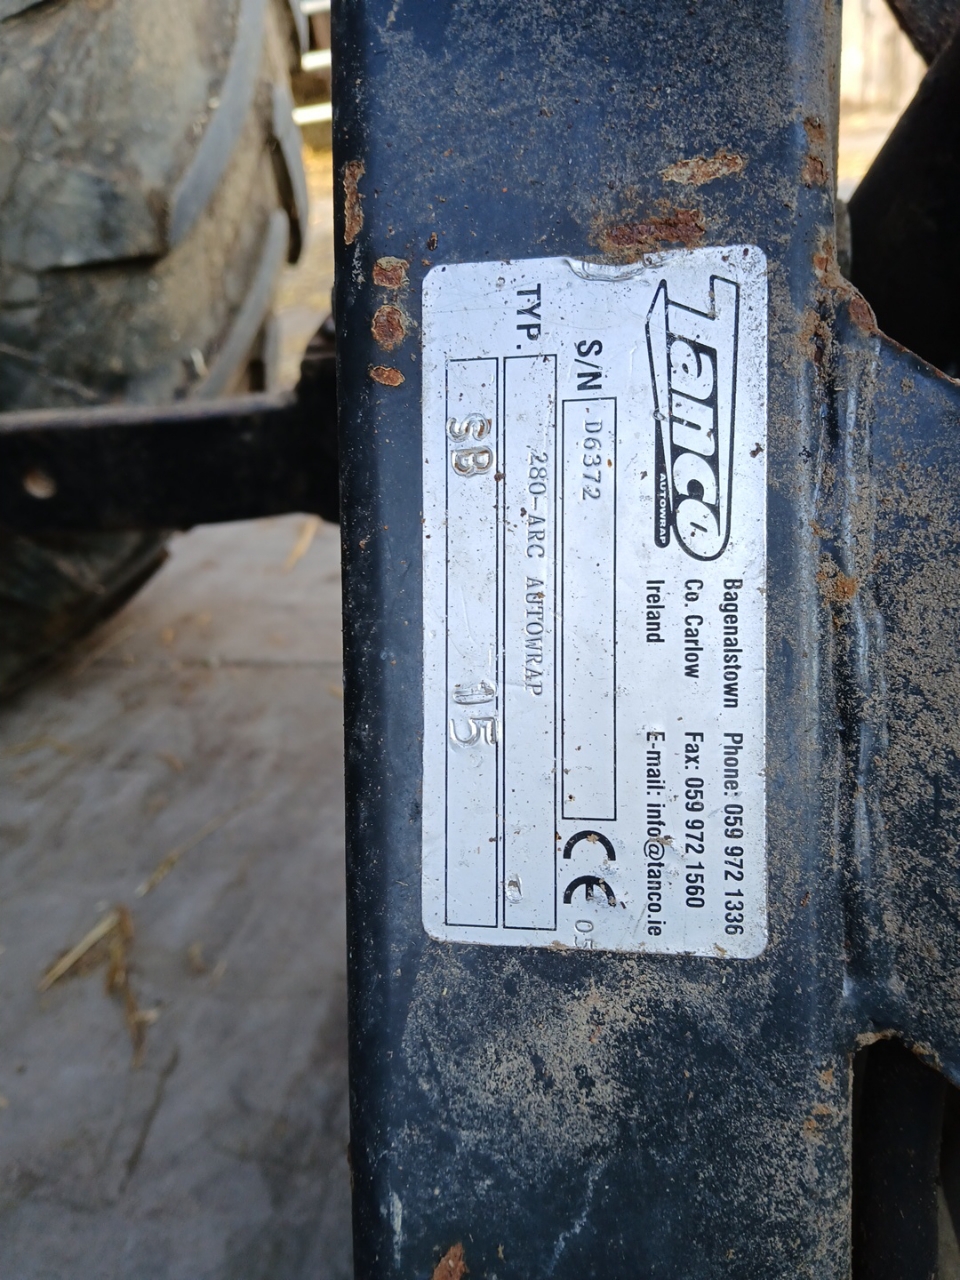 Tanco
AUTOWRAP
Bagenalstown
Co. Carlow
Ireland
Phone: 059 972 1336
Fax: 059 972 1560
E-mail: info@tanco.ie
S/N D6372
CE 05
TYP. 280-ARC AUTOWRAP
SB 15